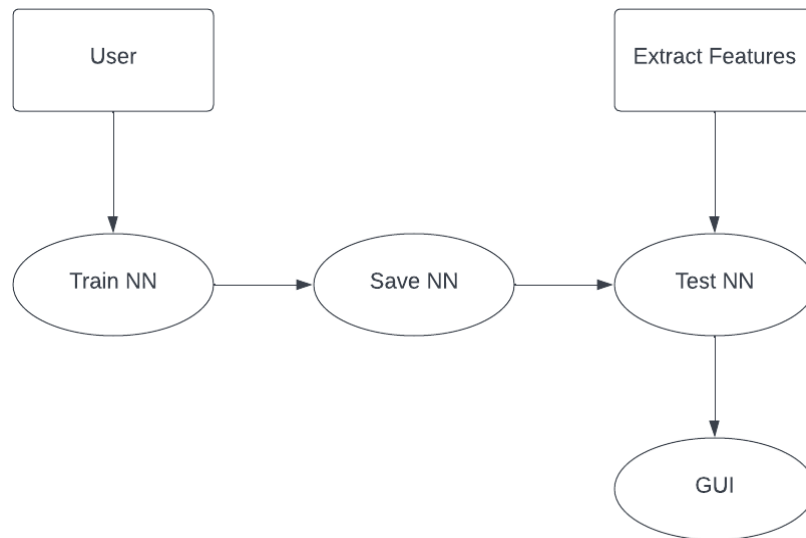 User
Extract Features
Train NN
Save NN
Test NN
GUI